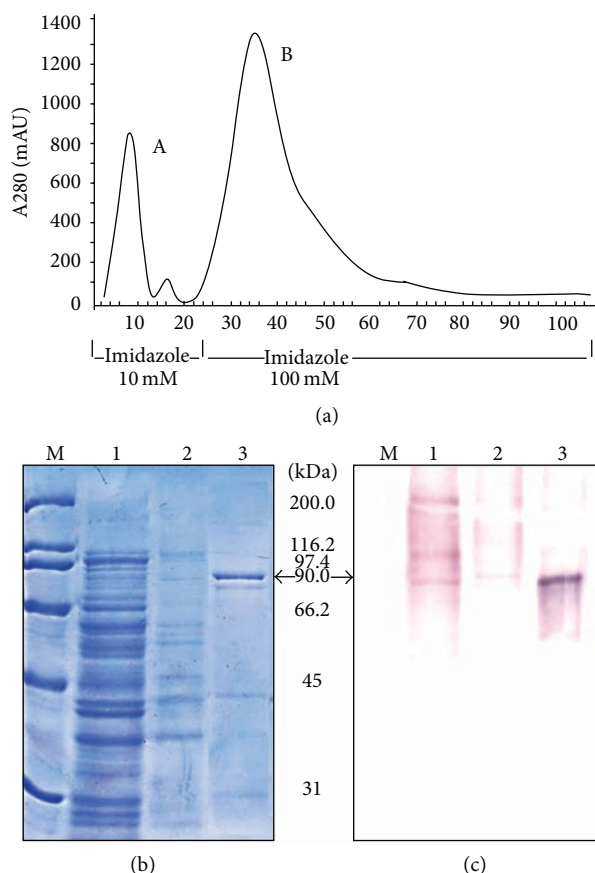 1400
1200
1000
800
600
400
200
0
A280 (mAU)
A
B
10 20 30 40 50 60 70 80 90 100
Imidazole 10 mM
Imidazole 100 mM
(a)
M 1 2 3 (kDa) M 1 2 3
200.0
116.2
97.4
90.0
66.2
45
31
(b) (c)